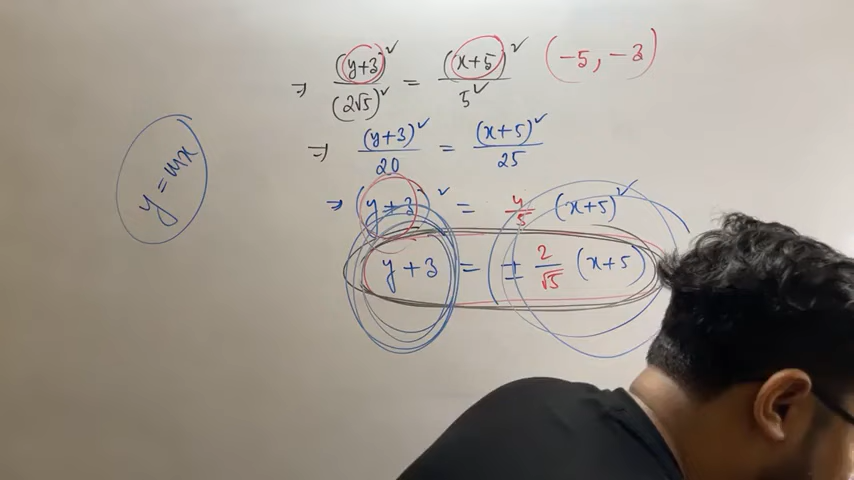 ⇒ (y+3)²/(2√5)² = (x+5)²/5² (-5, -3)
⇒ (y+3)²/20 = (x+5)²/25
y = mx
⇒ (y+3)² = 4/5 (x+5)²
y + 3 = ± 2/√5 (x+5)